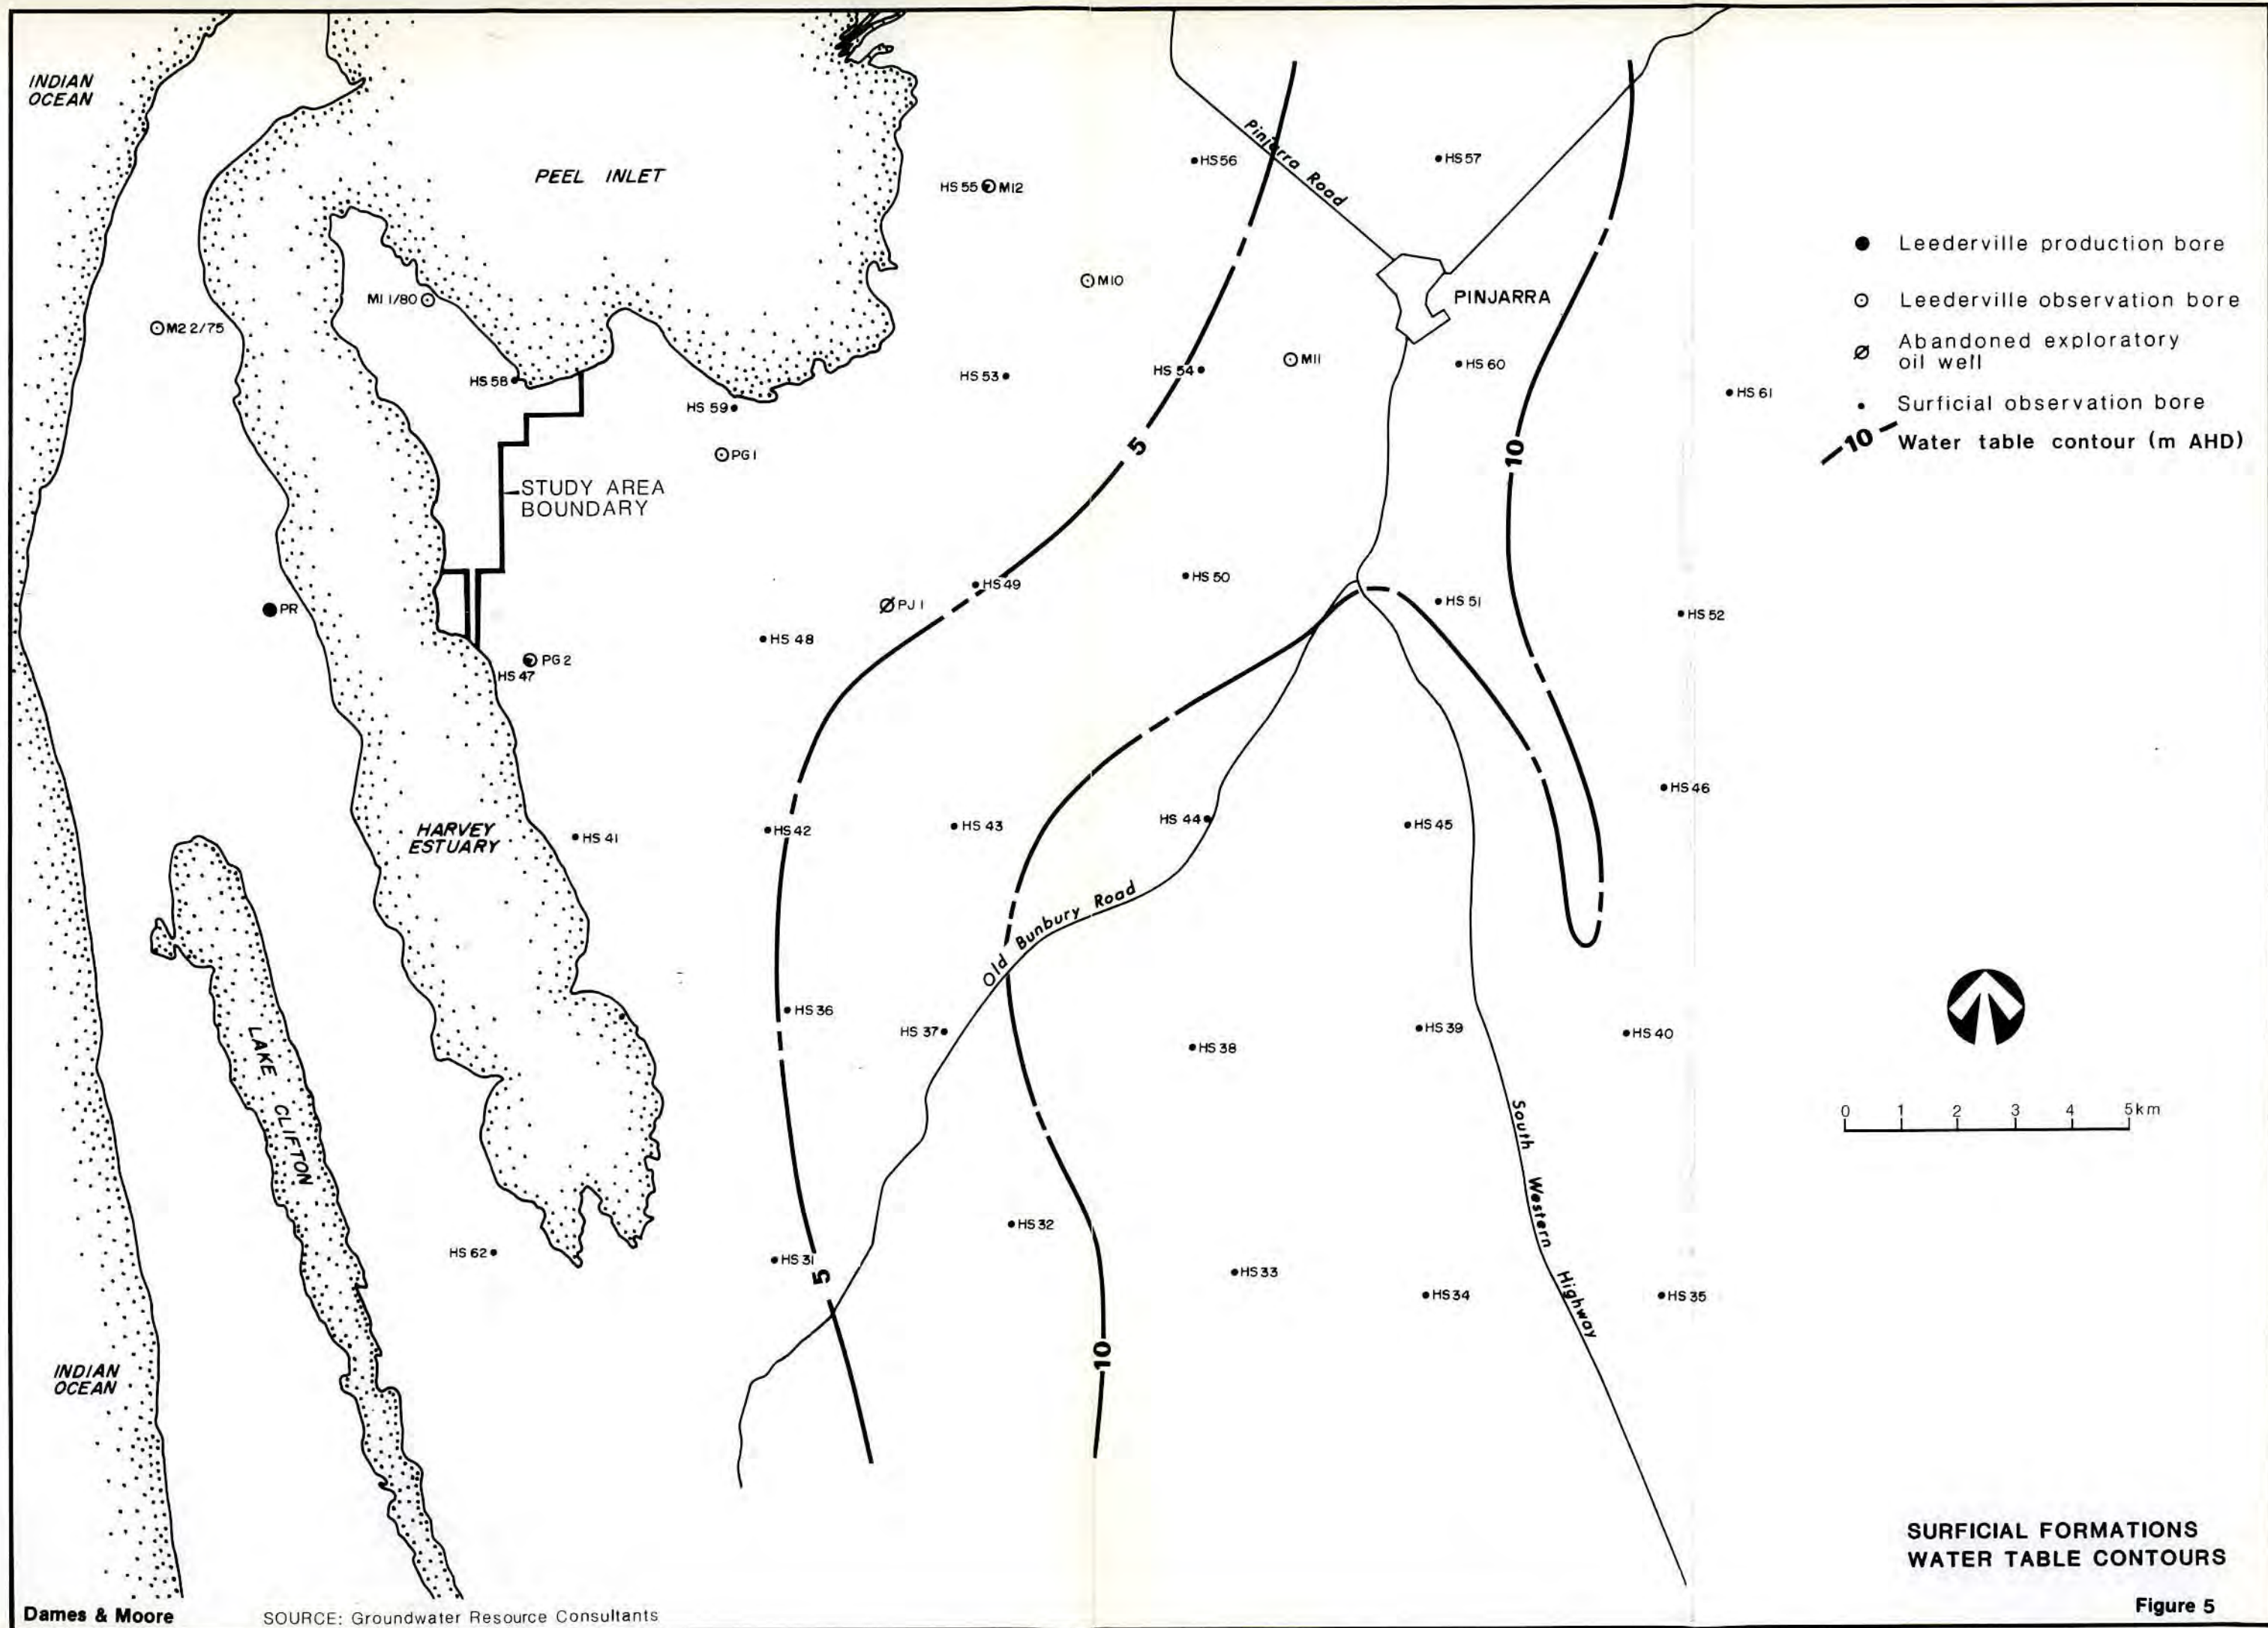 INDIAN
OCEAN
PEEL INLET
Pinjarra Road
HS 56
HS 57
HS 55 M12
M10
M1 1/80
M2 2/75
PINJARRA
HS 58
HS 53
HS 54
M11
HS 60
HS 61
HS 59
PG 1
5
10
STUDY AREA
BOUNDARY
HS 49
HS 50
HS 51
HS 52
PR
PJ 1
HS 48
PG 2
HS 47
HS 46
HARVEY
ESTUARY
HS 41
HS 42
HS 43
HS 44
HS 45
Old Bunbury Road
HS 36
HS 37
HS 38
HS 39
HS 40
LAKE CLIFTON
South Western Highway
HS 62
HS 31
HS 32
HS 33
HS 34
HS 35
5
10
INDIAN
OCEAN
Leederville production bore
Leederville observation bore
Abandoned exploratory
oil well
Surficial observation bore
10 Water table contour (m AHD)
0 1 2 3 4 5km
SURFICIAL FORMATIONS
WATER TABLE CONTOURS
Figure 5
Dames & Moore
SOURCE: Groundwater Resource Consultants